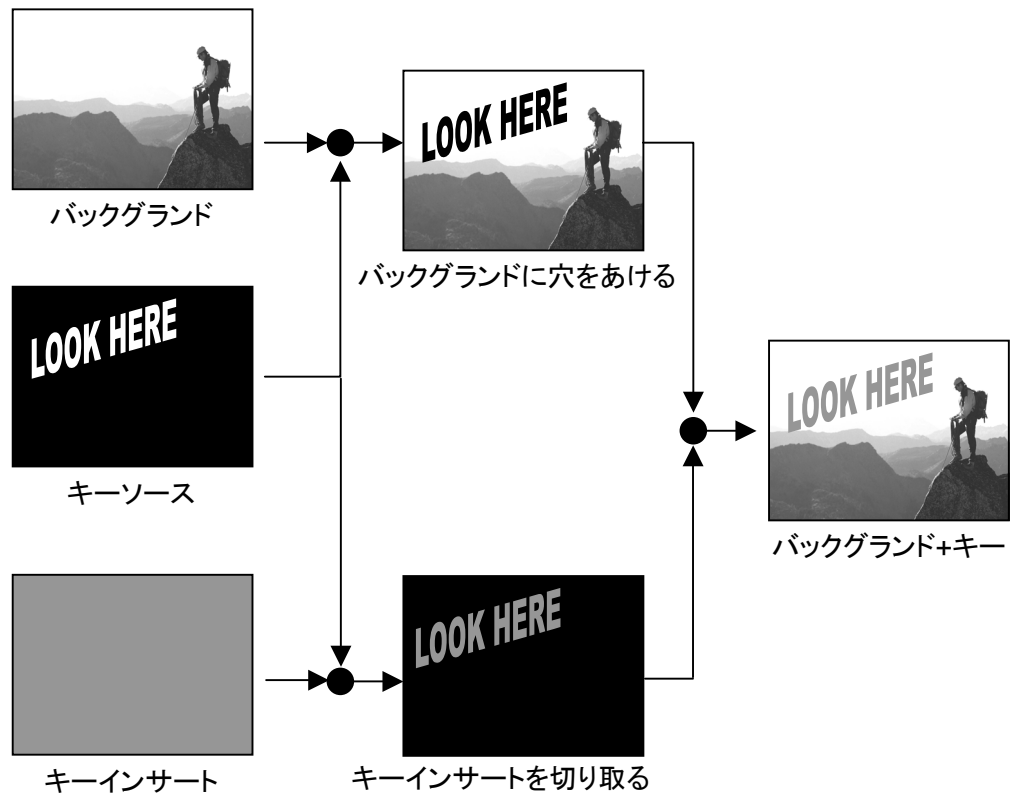 LOOK HERE
バックグランド
バックグランドに穴をあける
LOOK HERE
キーソース
LOOK HERE
バックグランド+キー
LOOK HERE
キーインサート
キーインサートを切り取る